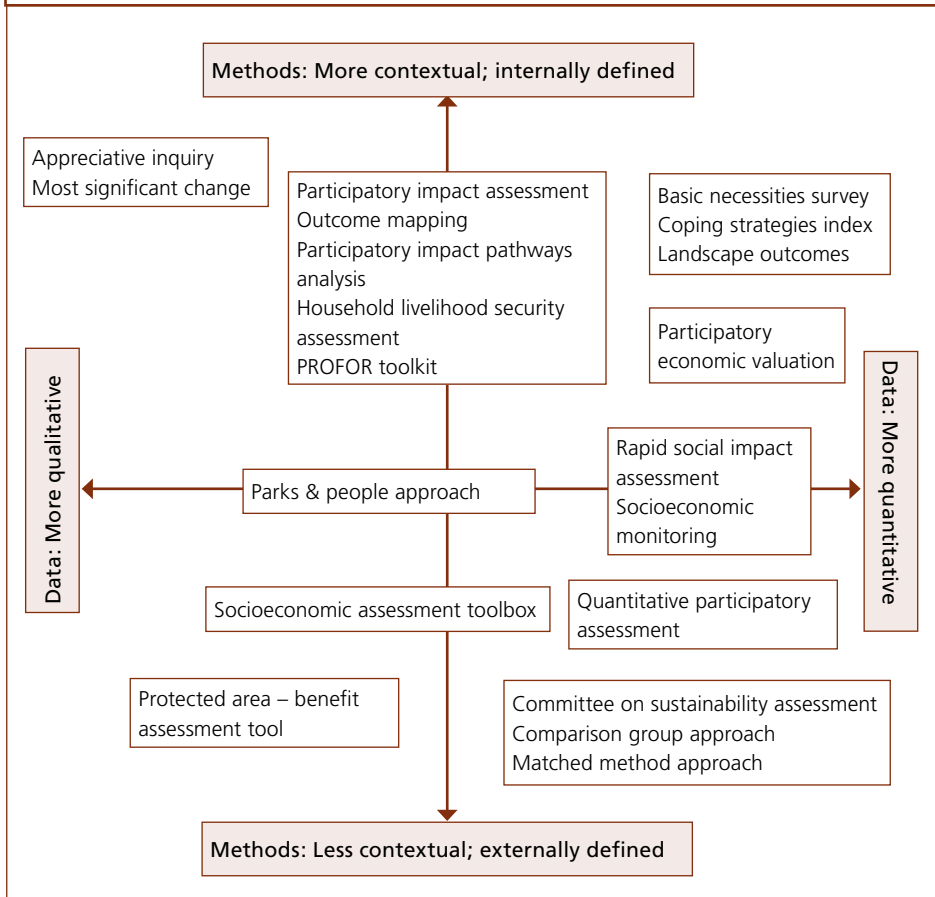 Methods: More contextual; internally defined
Appreciative inquiry
Most significant change
Participatory impact assessment
Outcome mapping
Participatory impact pathways
analysis
Household livelihood security
assessment
PROFOR toolkit
Basic necessities survey
Coping strategies index
Landscape outcomes
Participatory
economic valuation
Data: More qualitative
Parks & people approach
Rapid social impact
assessment
Socioeconomic
monitoring
Data: More quantitative
Socioeconomic assessment toolbox
Quantitative participatory
assessment
Protected area – benefit
assessment tool
Committee on sustainability assessment
Comparison group approach
Matched method approach
Methods: Less contextual; externally defined